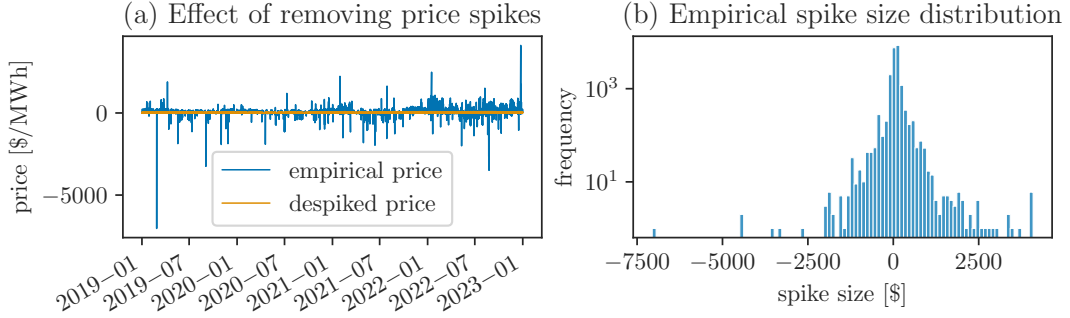 (a) Effect of removing price spikes
price [$/MWh]
0
−5000
empirical price
despiked price
2019−01
2019−07
2020−01
2020−07
2021−01
2021−07
2022−01
2022−07
2023−01
(b) Empirical spike size distribution
frequency
10³
10¹
−7500
−5000
−2500
0
2500
spike size [$]